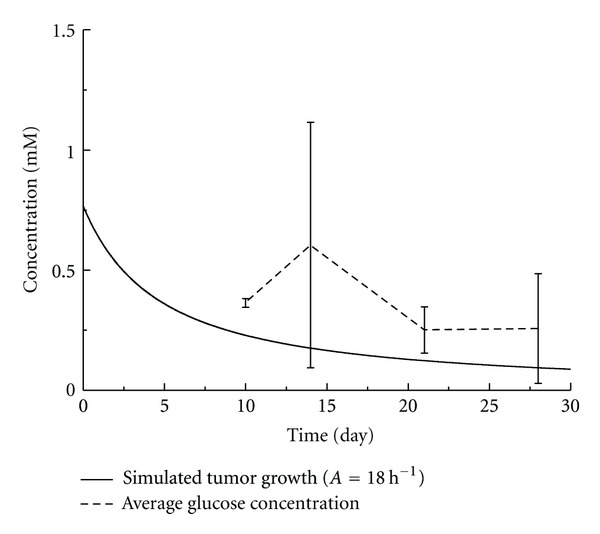 1.5
1
0.5
0
Concentration (mM)
0 5 10 15 20 25 30
Time (day)
Simulated tumor growth (A = 18 h⁻¹)
Average glucose concentration